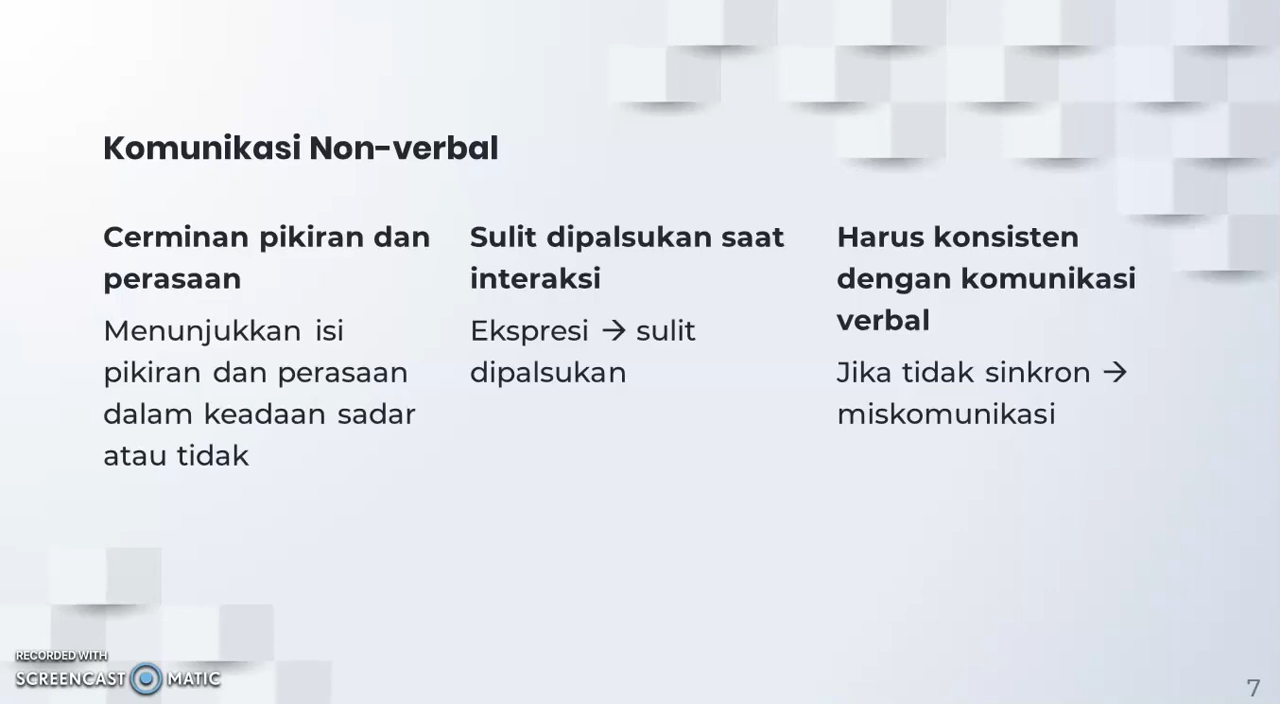 Komunikasi Non-verbal
Cerminan pikiran dan
perasaan
Menunjukkan isi
pikiran dan perasaan
dalam keadaan sadar
atau tidak
Sulit dipalsukan saat
interaksi
Ekspresi → sulit
dipalsukan
Harus konsisten
dengan komunikasi
verbal
Jika tidak sinkron →
miskomunikasi
RECORDED WITH
SCREENCAST MATIC
7